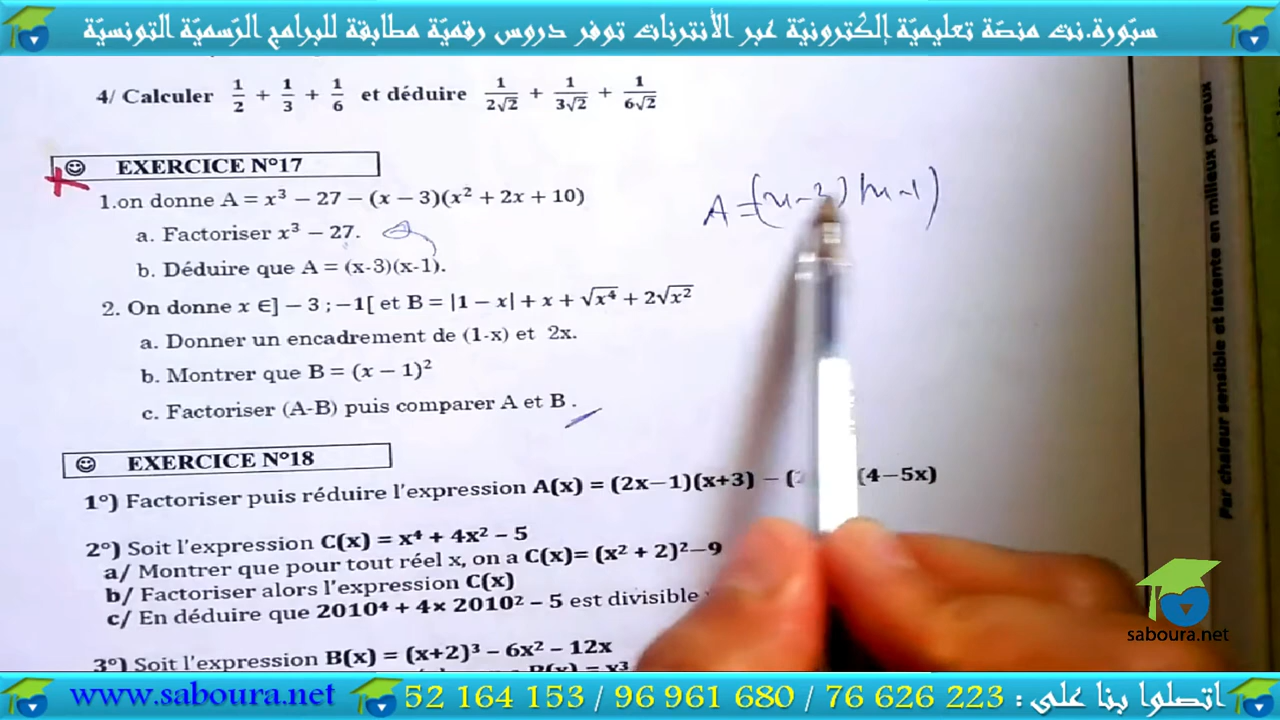 سبّورة.نت منصّة تعليميّة إلكترونيّة عبر الأنترنات توفر دروس رقميّة مطابقة للبرامج الرّسميّة التونسيّة
4/ Calculer 1/2 + 1/3 + 1/6 et déduire 1/(2√2) + 1/(3√2) + 1/(6√2)
EXERCICE N°17
1.on donne A = x³ − 27 − (x − 3)(x² + 2x + 10)
A = (x-3)(x-1)
a. Factoriser x³ − 27.
b. Déduire que A = (x-3)(x-1).
2. On donne x ∈] − 3 ; −1[ et B = |1 − x| + x + √x⁴ + 2√x²
a. Donner un encadrement de (1-x) et 2x.
b. Montrer que B = (x − 1)²
c. Factoriser (A-B) puis comparer A et B .
EXERCICE N°18
1°) Factoriser puis réduire l'expression A(x) = (2x−1)(x+3) − (2 (4−5x)
2°) Soit l'expression C(x) = x⁴ + 4x² − 5
a/ Montrer que pour tout réel x, on a C(x)= (x² + 2)²−9
b/ Factoriser alors l'expression C(x)
c/ En déduire que 2010⁴ + 4× 2010² − 5 est divisible
3°) Soit l'expression B(x) = (x+2)³ − 6x² − 12x
Par chaleur sensible et latente en milieux poreux
saboura.net
www.saboura.net 52 164 153 / 96 961 680 / 76 626 223 : اتصلوا بنا على